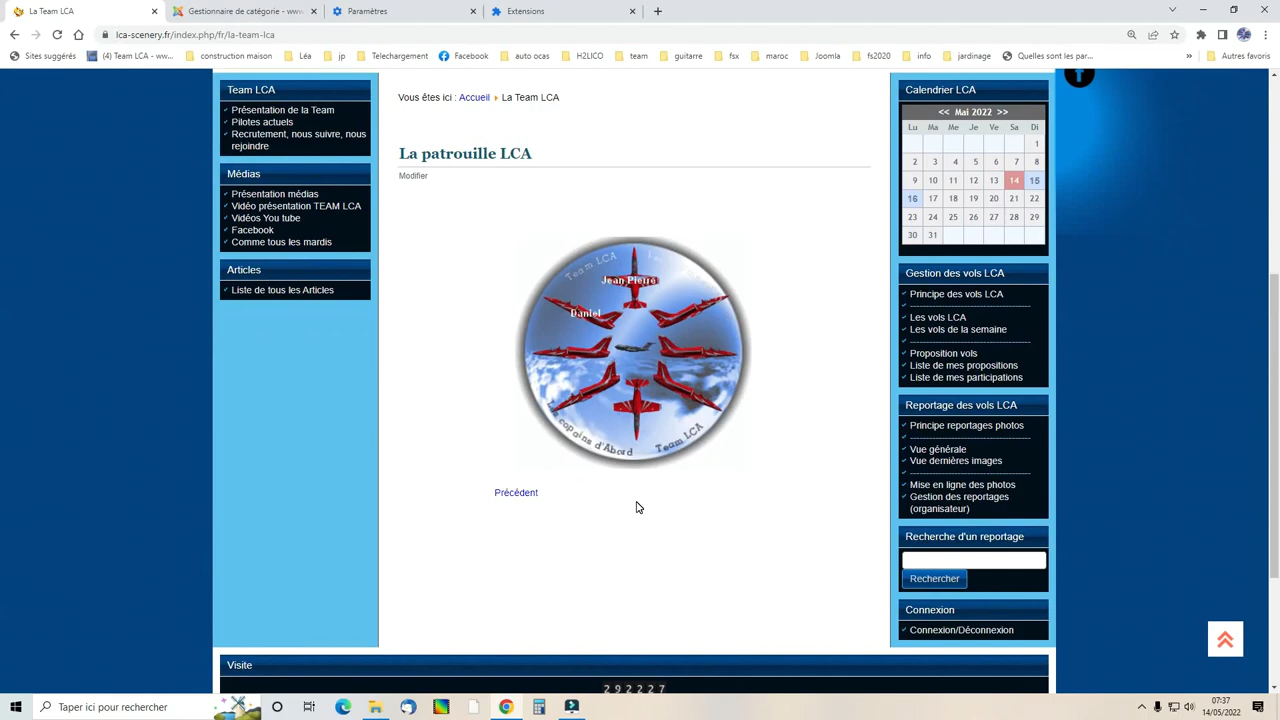 La Team LCA
Gestionnaire de catégorie - www
Paramètres
Extensions
lca-scenery.fr/index.php/fr/la-team-lca
Sites suggérés
(4) Team LCA - ww...
construction maison
Léa
jp
Telechargement
Facebook
auto ocas
H2LICO
team
guitarre
fsx
maroc
Joomla
fs2020
info
jardinage
Quelles sont les par...
»
Autres favoris
Team LCA
Présentation de la Team
Pilotes actuels
Recrutement, nous suivre, nous
rejoindre
Médias
Présentation médias
Vidéo présentation TEAM LCA
Vidéos You tube
Facebook
Comme tous les mardis
Articles
Liste de tous les Articles
Vous êtes ici : Accueil La Team LCA
La patrouille LCA
Modifier
Team LCA
Jean Pierre
Daniel
copains d'Abord
Team LCA
Précédent
Calendrier LCA
<< Mai 2022 >>
Lu Ma Me Je Ve Sa Di
1
2 3 4 5 6 7 8
9 10 11 12 13 14 15
16 17 18 19 20 21 22
23 24 25 26 27 28 29
30 31
Gestion des vols LCA
Principe des vols LCA
------------------------------
Les vols LCA
Les vols de la semaine
------------------------------
Proposition vols
Liste de mes propositions
Liste de mes participations
Reportage des vols LCA
Principe reportages photos
------------------------------
Vue générale
Vue dernières images
------------------------------
Mise en ligne des photos
Gestion des reportages
(organisateur)
Recherche d'un reportage
Rechercher
Connexion
Connexion/Déconnexion
Visite
292227
Taper ici pour rechercher
07:37
14/05/2022